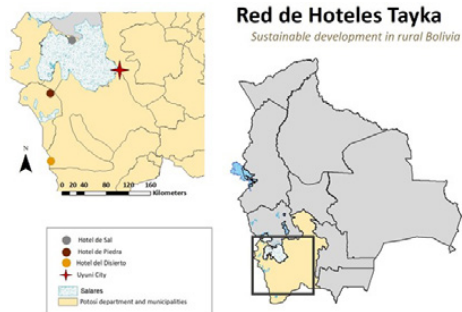 Red de Hoteles Tayka
Sustainable development in rural Bolivia
N
0 20 40 80 120 160
Kilometers
Hotel de Sal
Hotel de Piedra
Hotel del Disierto
Uyuni City
Salares
Potosí department and municipalities